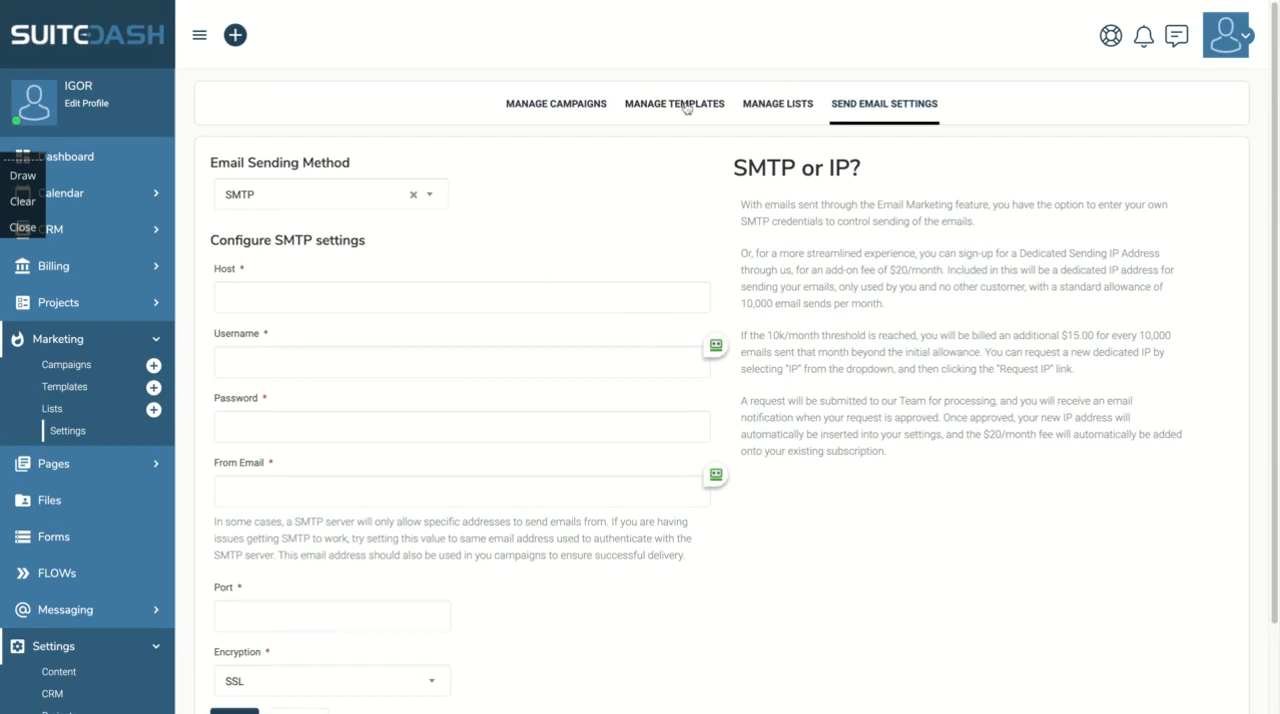 SUITEDASH
IGOR
Edit Profile
Dashboard
Draw
Clear
Close
Calendar
CRM
Billing
Projects
Marketing
Campaigns
Templates
Lists
Settings
Pages
Files
Forms
FLOWs
Messaging
Settings
Content
CRM
MANAGE CAMPAIGNS MANAGE TEMPLATES MANAGE LISTS SEND EMAIL SETTINGS
Email Sending Method
SMTP
Configure SMTP settings
Host *
Username *
Password *
From Email *
In some cases, a SMTP server will only allow specific addresses to send emails from. If you are having
issues getting SMTP to work, try setting this value to same email address used to authenticate with the
SMTP server. This email address should also be used in you campaigns to ensure successful delivery.
Port *
Encryption *
SSL
SMTP or IP?
With emails sent through the Email Marketing feature, you have the option to enter your own
SMTP credentials to control sending of the emails.
Or, for a more streamlined experience, you can sign-up for a Dedicated Sending IP Address
through us, for an add-on fee of $20/month. Included in this will be a dedicated IP address for
sending your emails, only used by you and no other customer, with a standard allowance of
10,000 email sends per month.
If the 10k/month threshold is reached, you will be billed an additional $15.00 for every 10,000
emails sent that month beyond the initial allowance. You can request a new dedicated IP by
selecting "IP" from the dropdown, and then clicking the "Request IP" link.
A request will be submitted to our Team for processing, and you will receive an email
notification when your request is approved. Once approved, your new IP address will
automatically be inserted into your settings, and the $20/month fee will automatically be added
onto your existing subscription.